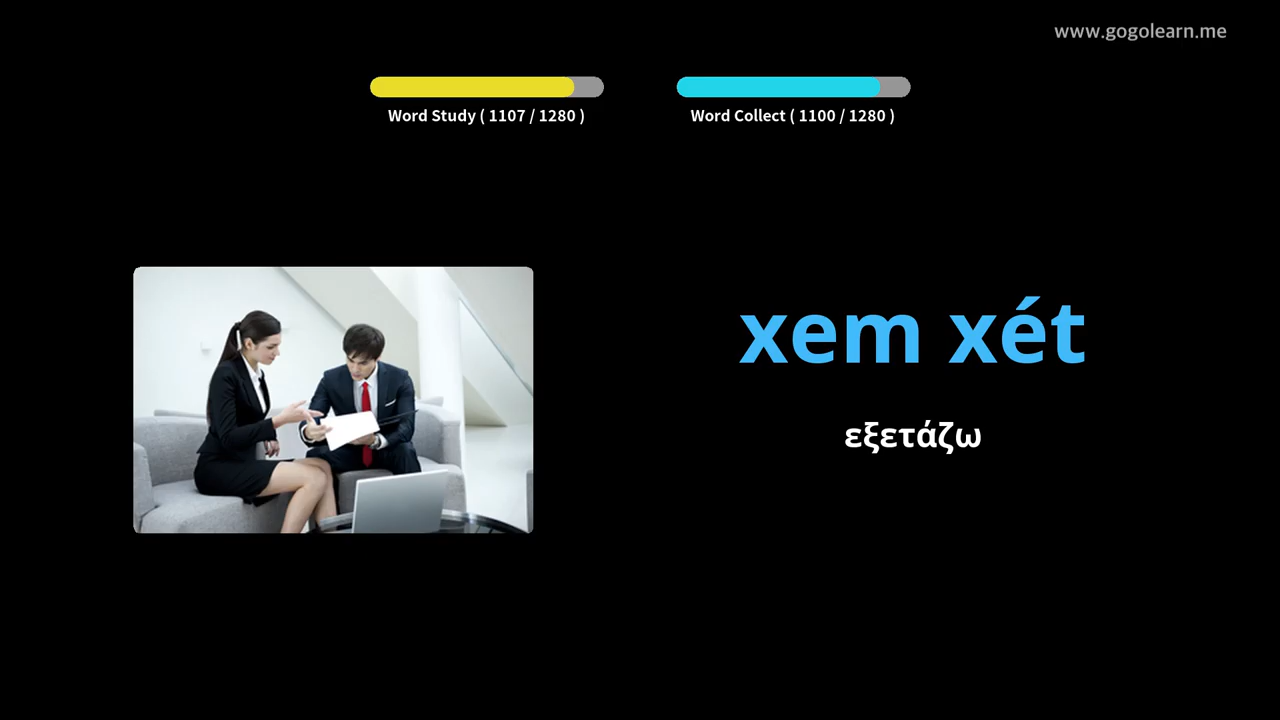 www.gogolearn.me
Word Study ( 1107 / 1280 )
Word Collect ( 1100 / 1280 )
xem xét
εξετάζω